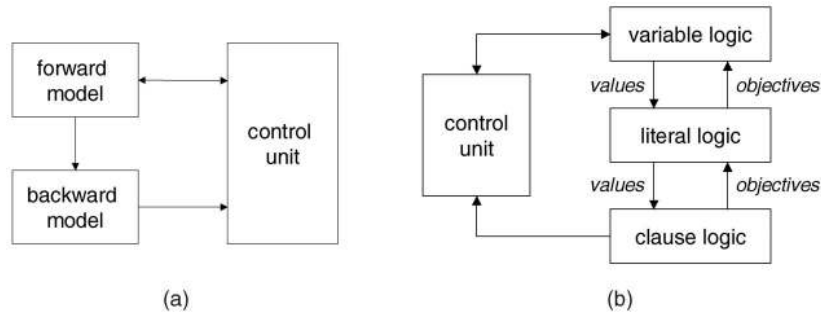 forward
model
backward
model
control
unit
(a)
variable logic
values
objectives
control
unit
literal logic
values
objectives
clause logic
(b)